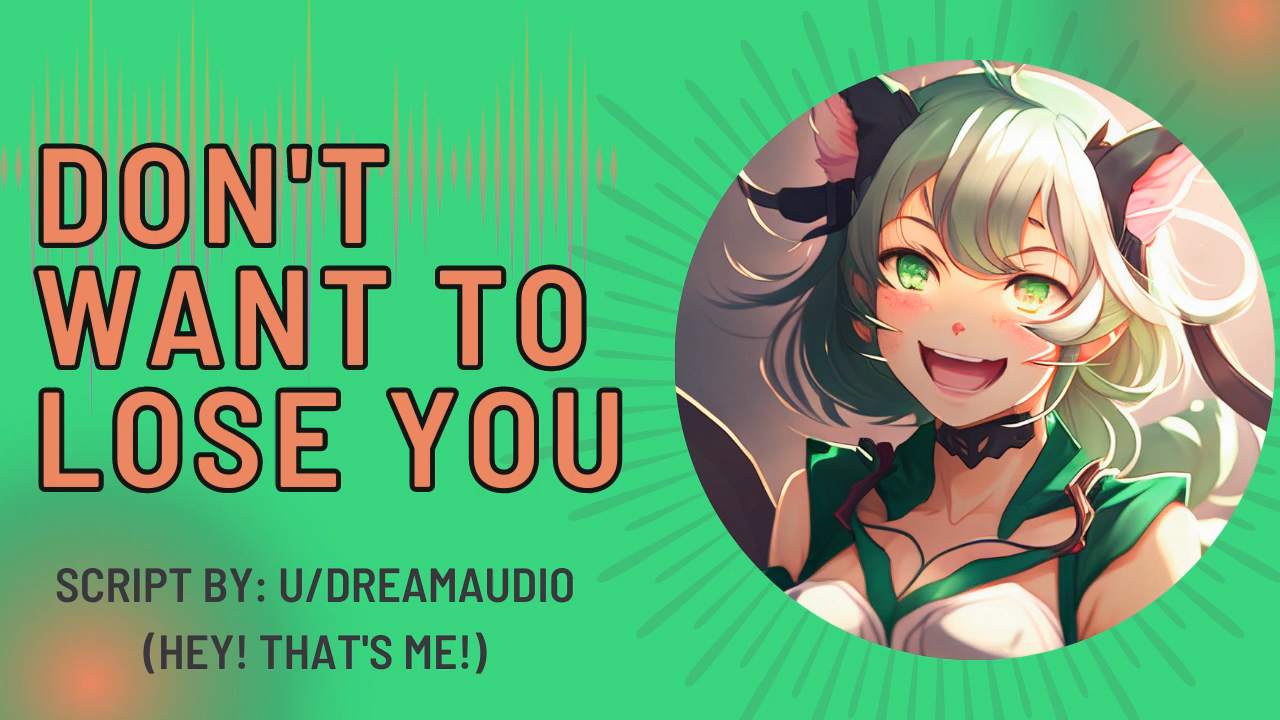 DON'T
WANT TO
LOSE YOU
SCRIPT BY: U/DREAMAUDIO
(HEY! THAT'S ME!)